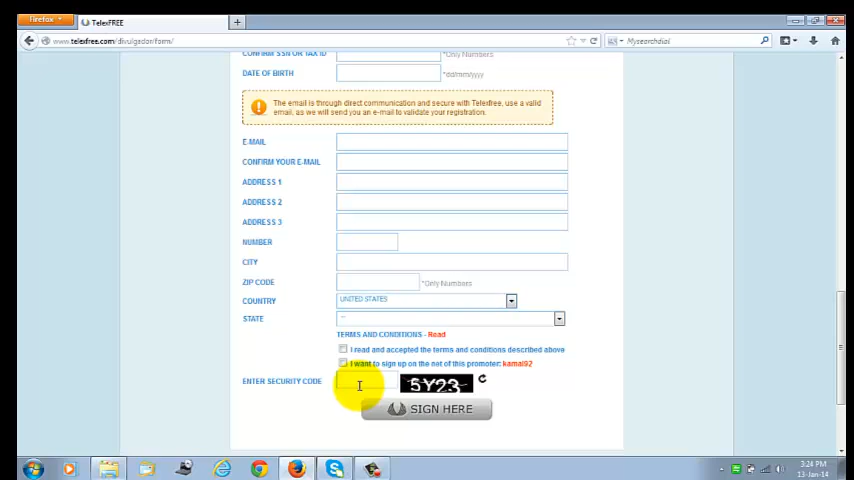 Firefox
TelexFREE
www.telexfree.com/divulgador/form/
Mysearchdial
CONFIRM SSN OR TAX ID
*Only Numbers
DATE OF BIRTH
*dd/mm/yyyy
The email is through direct communication and secure with Telexfree, use a valid
email, as we will send you an e-mail to validate your registration.
E-MAIL
CONFIRM YOUR E-MAIL
ADDRESS 1
ADDRESS 2
ADDRESS 3
NUMBER
CITY
ZIP CODE
*Only Numbers
COUNTRY
UNITED STATES
STATE
--
TERMS AND CONDITIONS - Read
I read and accepted the terms and conditions described above
I want to sign up on the net of this promoter: kamal92
ENTER SECURITY CODE
5Y23
SIGN HERE
3:24 PM
13-Jan-14